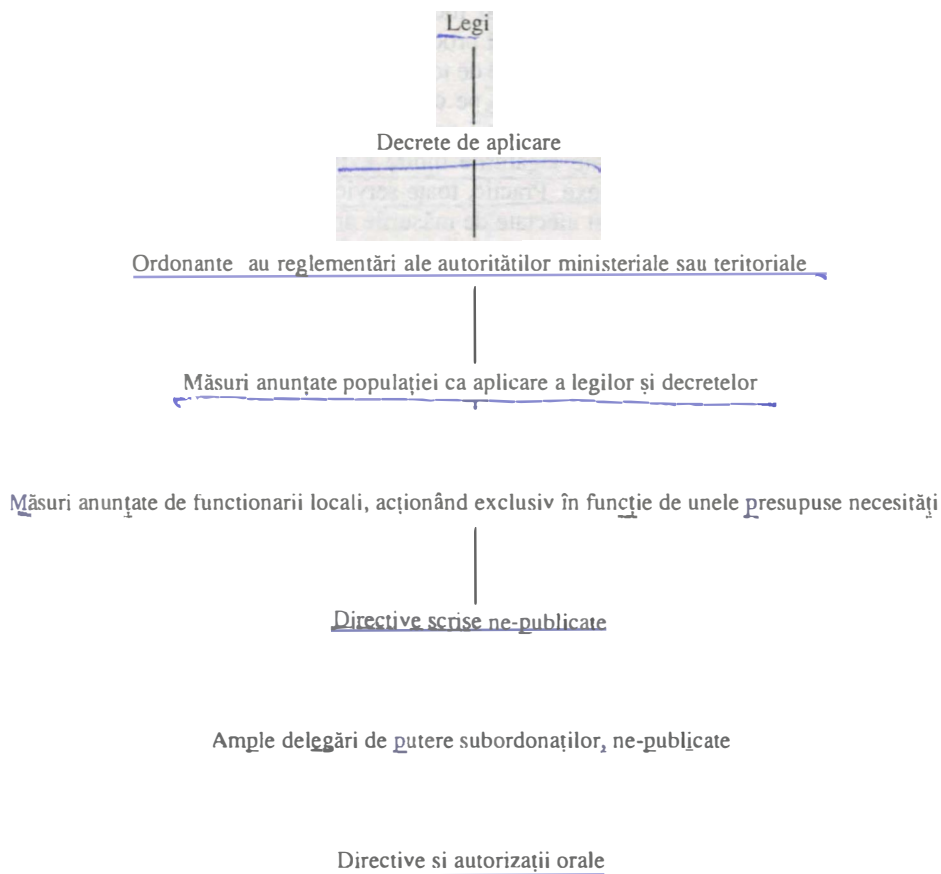 Legi
Decrete de aplicare
Ordonante au reglementări ale autoritătilor ministeriale sau teritoriale
Măsuri anunțate populației ca aplicare a legilor și decretelor
Măsuri anunțate de functionarii locali, acționând exclusiv în funcție de unele presupuse necesități
Directive scrise ne-publicate
Ample delegări de putere subordonaților, ne-publicate
Directive si autorizații orale